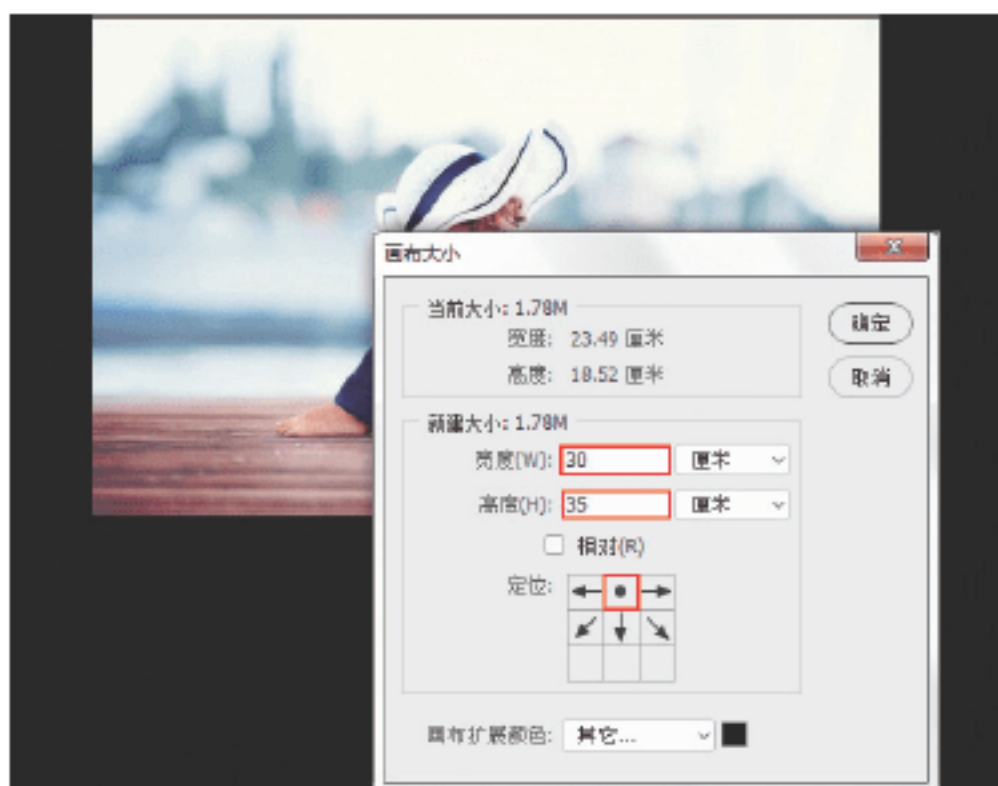 画布大小
当前大小: 1.78M
宽度: 23.49 厘米
高度: 18.52 厘米
新建大小: 1.78M
宽度(W): 30 厘米
高度(H): 35 厘米
相对(R)
定位:
画布扩展颜色: 其它...
确定
取消